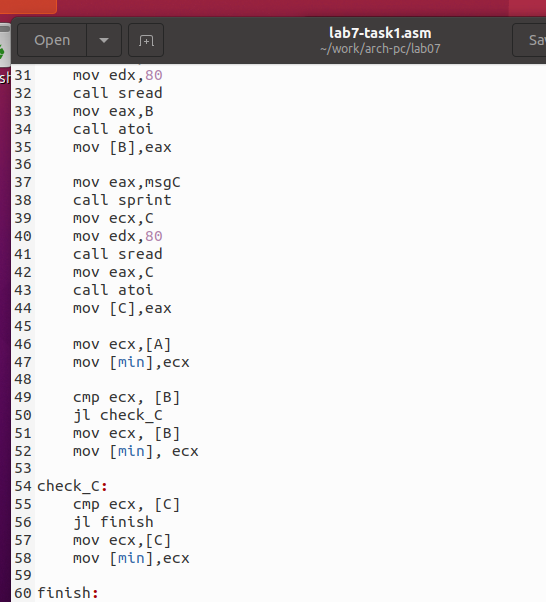 Open
lab7-task1.asm
~/work/arch-pc/lab07
31 mov edx,80
32 call sread
33 mov eax,B
34 call atoi
35 mov [B],eax
36
37 mov eax,msgC
38 call sprint
39 mov ecx,C
40 mov edx,80
41 call sread
42 mov eax,C
43 call atoi
44 mov [C],eax
45
46 mov ecx,[A]
47 mov [min],ecx
48
49 cmp ecx, [B]
50 jl check_C
51 mov ecx, [B]
52 mov [min], ecx
53
54 check_C:
55 cmp ecx, [C]
56 jl finish
57 mov ecx,[C]
58 mov [min],ecx
59
60 finish: